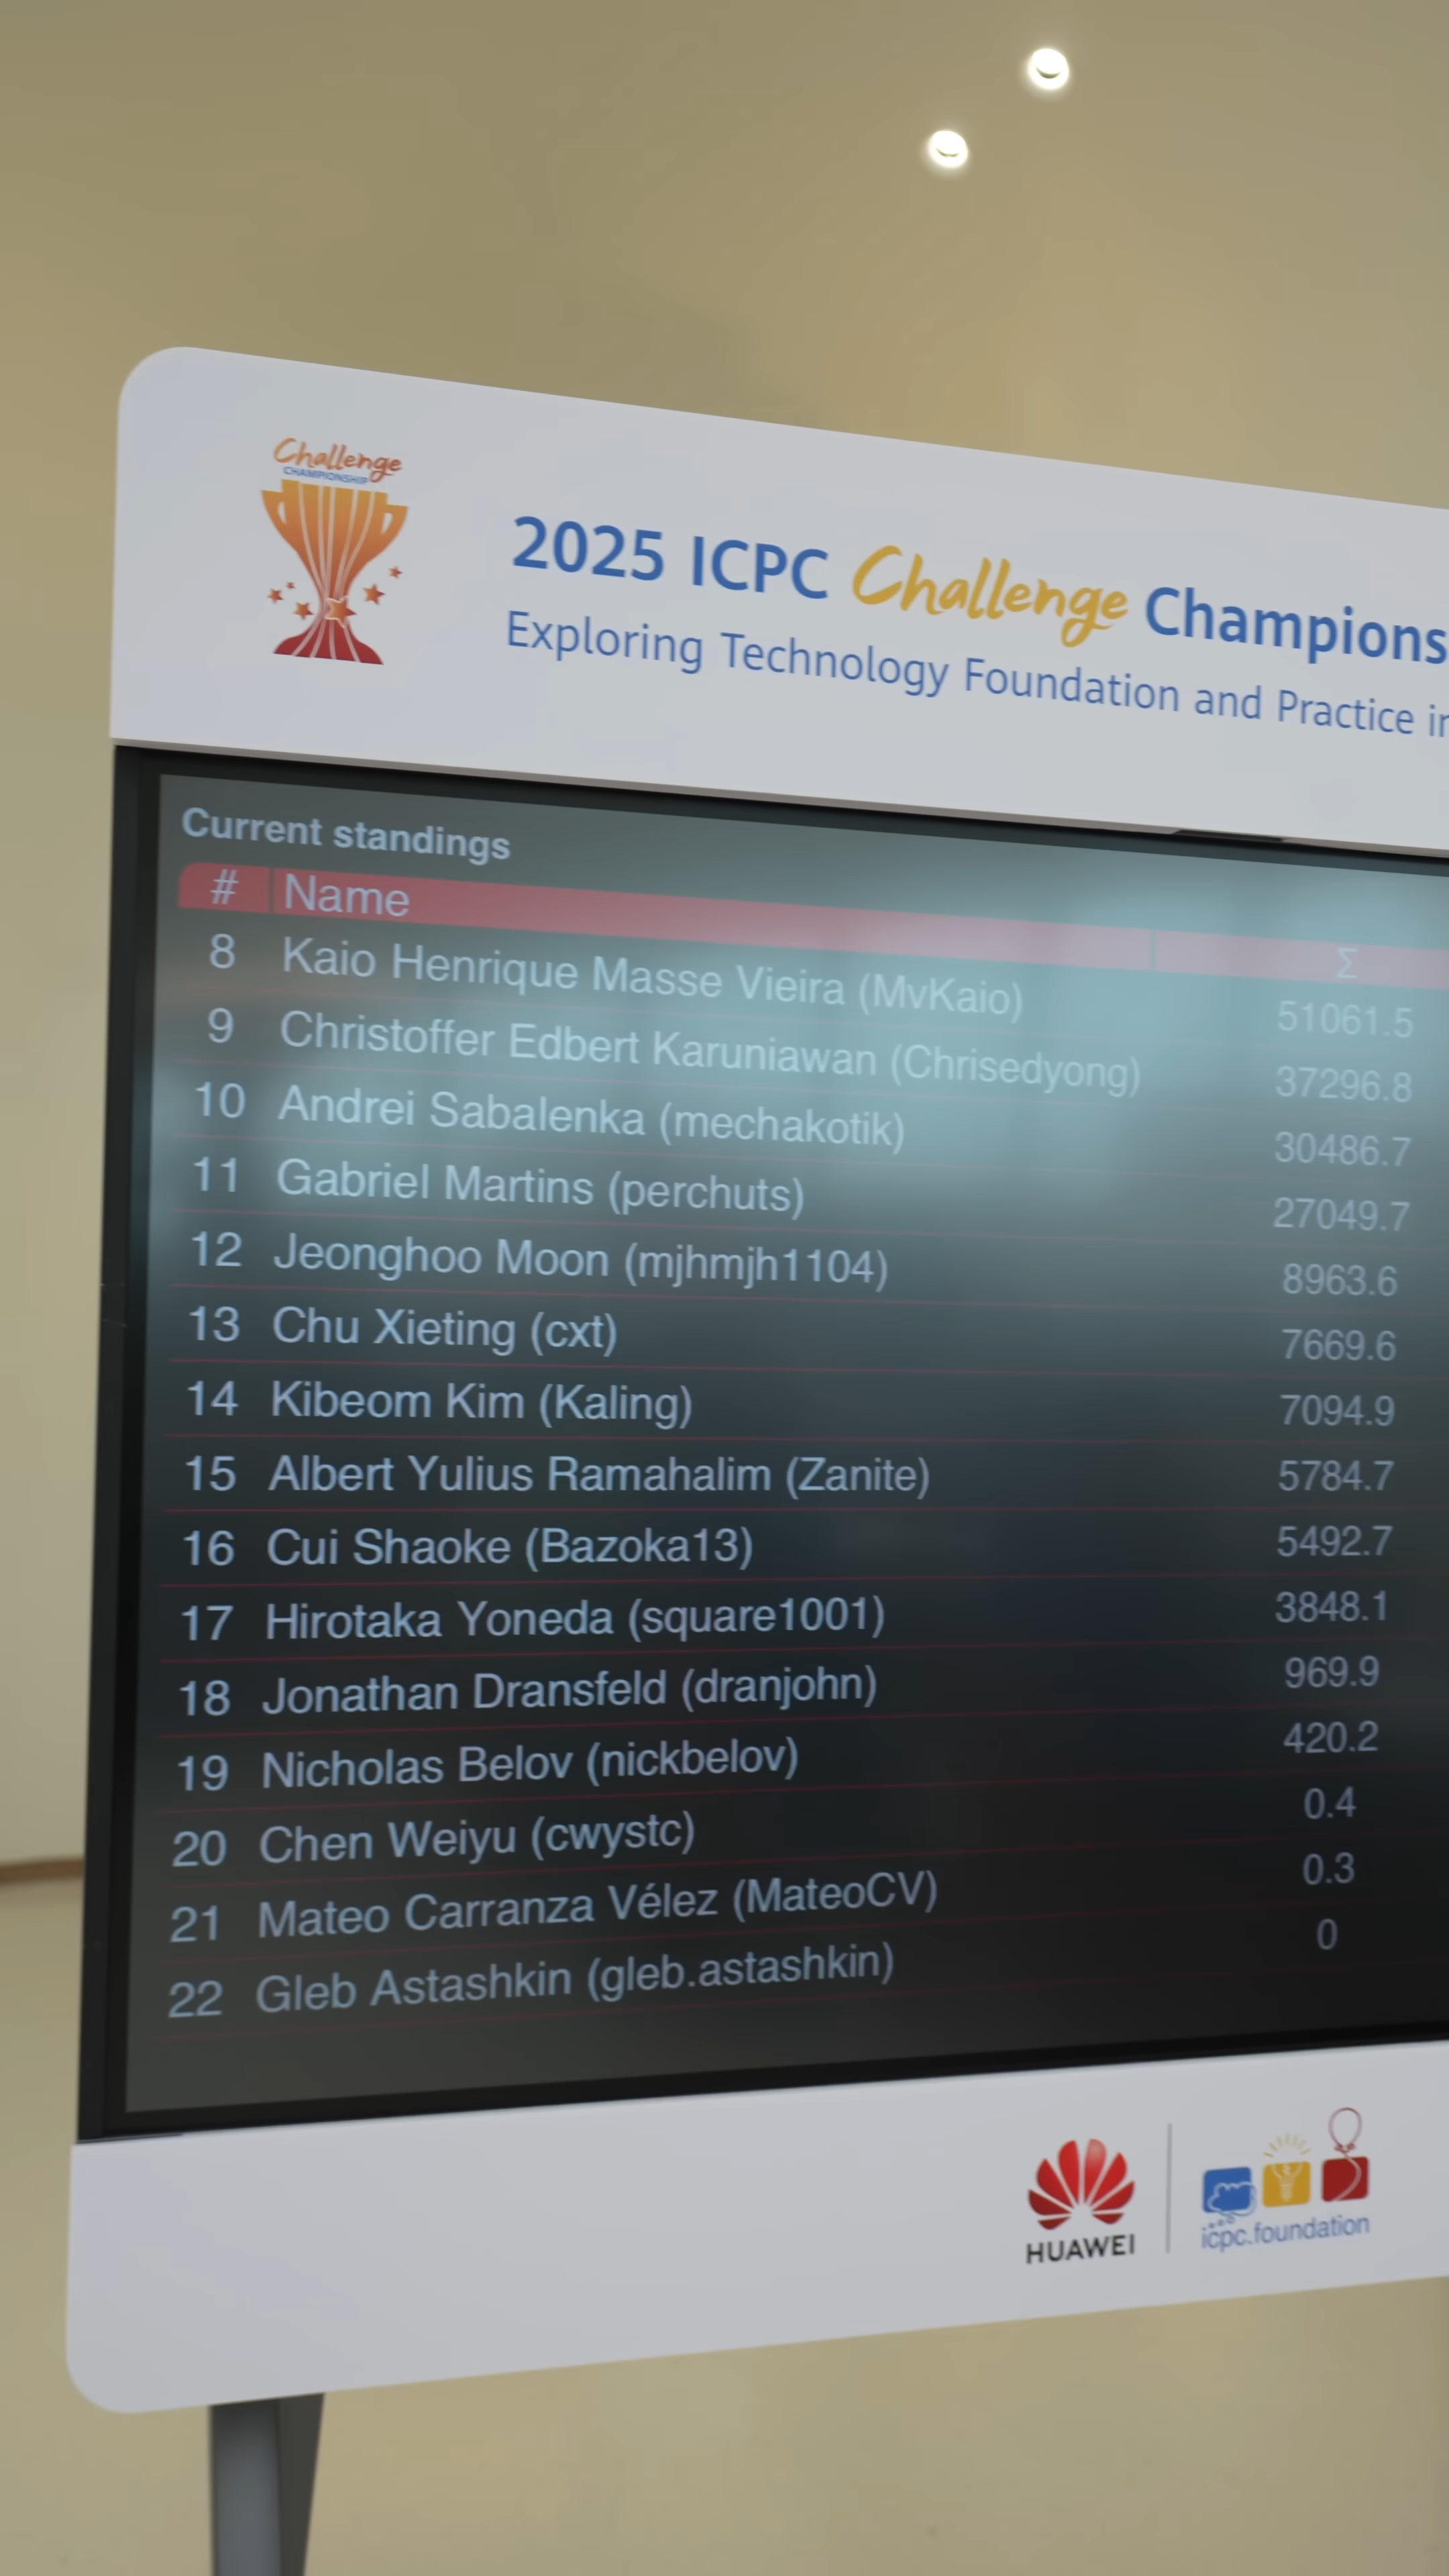 Challenge
CHAMPIONSHIP
2025 ICPC Challenge Champions
Exploring Technology Foundation and Practice in
Current standings
# Name Σ
8 Kaio Henrique Masse Vieira (MvKaio) 51061.5
9 Christoffer Edbert Karuniawan (Chrisedyong) 37296.8
10 Andrei Sabalenka (mechakotik) 30486.7
11 Gabriel Martins (perchuts) 27049.7
12 Jeonghoo Moon (mjhmjh1104) 8963.6
13 Chu Xieting (cxt) 7669.6
14 Kibeom Kim (Kaling) 7094.9
15 Albert Yulius Ramahalim (Zanite) 5784.7
16 Cui Shaoke (Bazoka13) 5492.7
17 Hirotaka Yoneda (square1001) 3848.1
18 Jonathan Dransfeld (dranjohn) 969.9
19 Nicholas Belov (nickbelov) 420.2
20 Chen Weiyu (cwystc) 0.4
21 Mateo Carranza Vélez (MateoCV) 0.3
22 Gleb Astashkin (gleb.astashkin) 0
HUAWEI
icpc.foundation